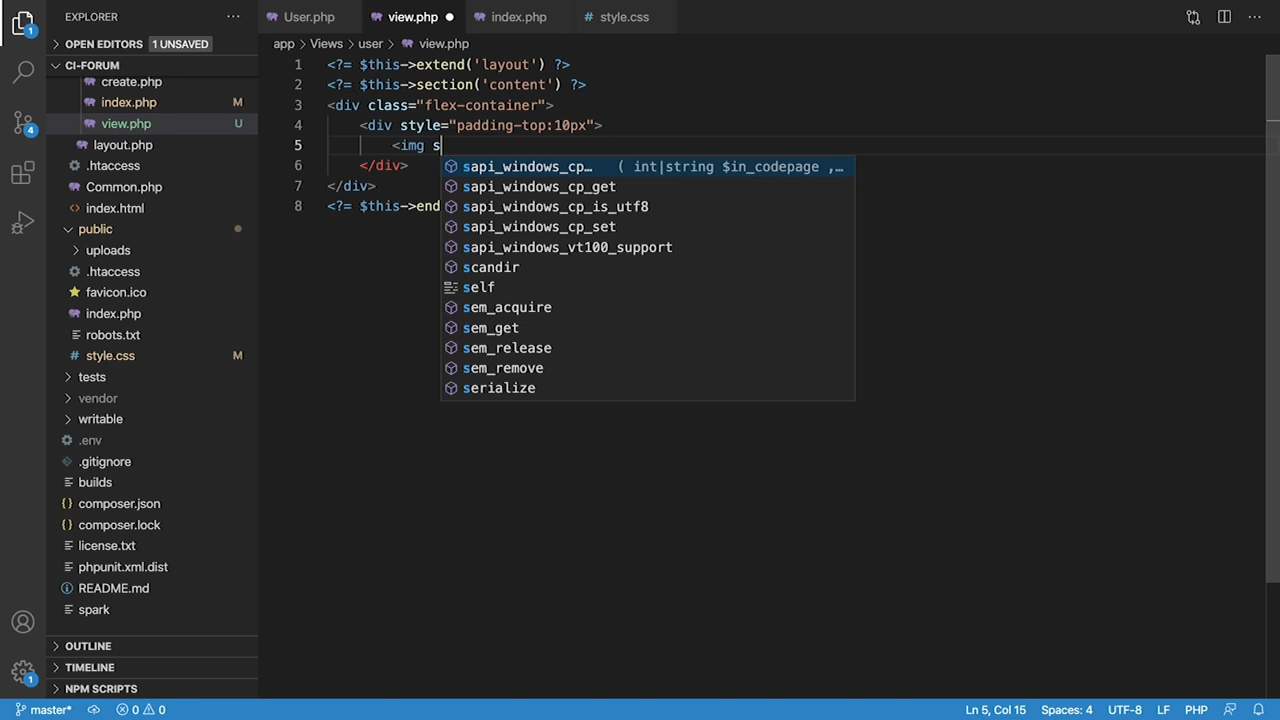 EXPLORER
User.php
view.php
index.php
style.css
OPEN EDITORS 1 UNSAVED
CI-FORUM
create.php
index.php M
view.php U
layout.php
.htaccess
Common.php
index.html
public
uploads
.htaccess
favicon.ico
index.php
robots.txt
style.css M
tests
vendor
writable
.env
.gitignore
builds
composer.json
composer.lock
license.txt
phpunit.xml.dist
README.md
spark
OUTLINE
TIMELINE
NPM SCRIPTS
1
4
1
app > Views > user > view.php
1 <?= $this->extend('layout') ?>
2 <?= $this->section('content') ?>
3 <div class="flex-container">
4 <div style="padding-top:10px">
5 <img s
6 </div>
7 </div>
8 <?= $this->end
sapi_windows_cp… ( int|string $in_codepage ,…
sapi_windows_cp_get
sapi_windows_cp_is_utf8
sapi_windows_cp_set
sapi_windows_vt100_support
scandir
self
sem_acquire
sem_get
sem_release
sem_remove
serialize
master* 0 0 Ln 5, Col 15 Spaces: 4 UTF-8 LF PHP